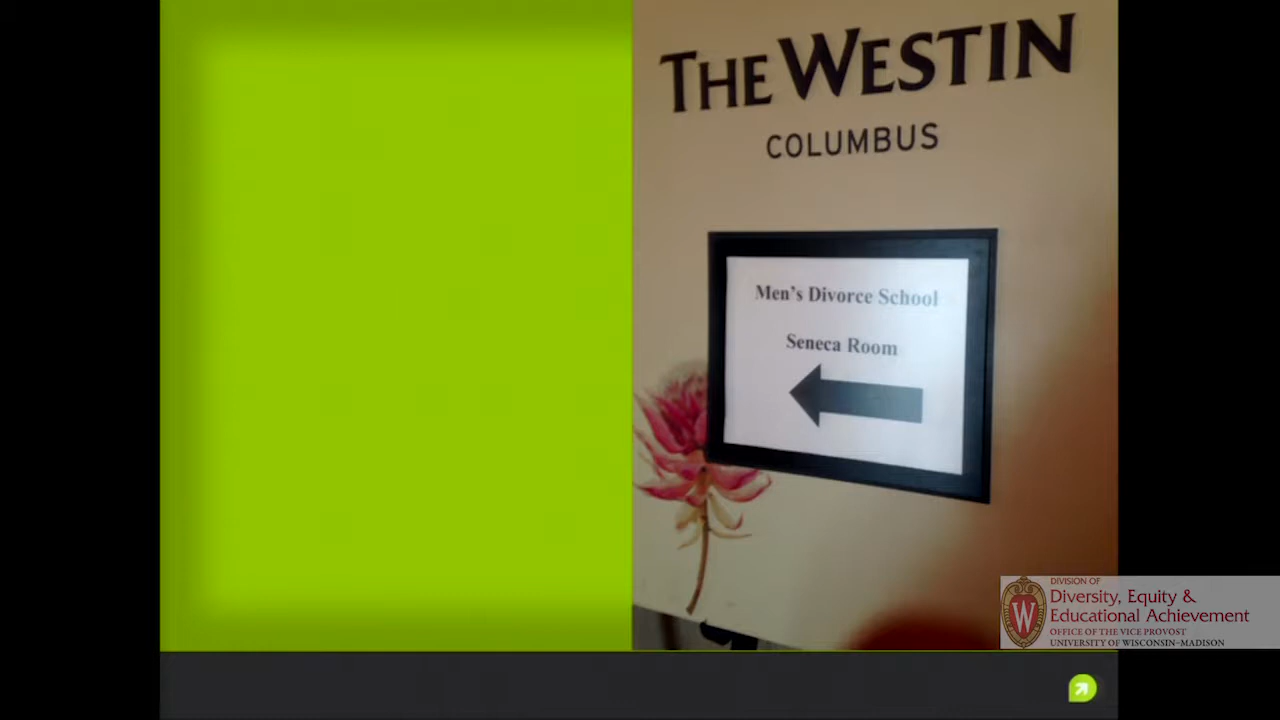 THE WESTIN
COLUMBUS
Men's Divorce School
Seneca Room
DIVISION OF
Diversity, Equity &
Educational Achievement
OFFICE OF THE VICE PROVOST
UNIVERSITY OF WISCONSIN–MADISON
W